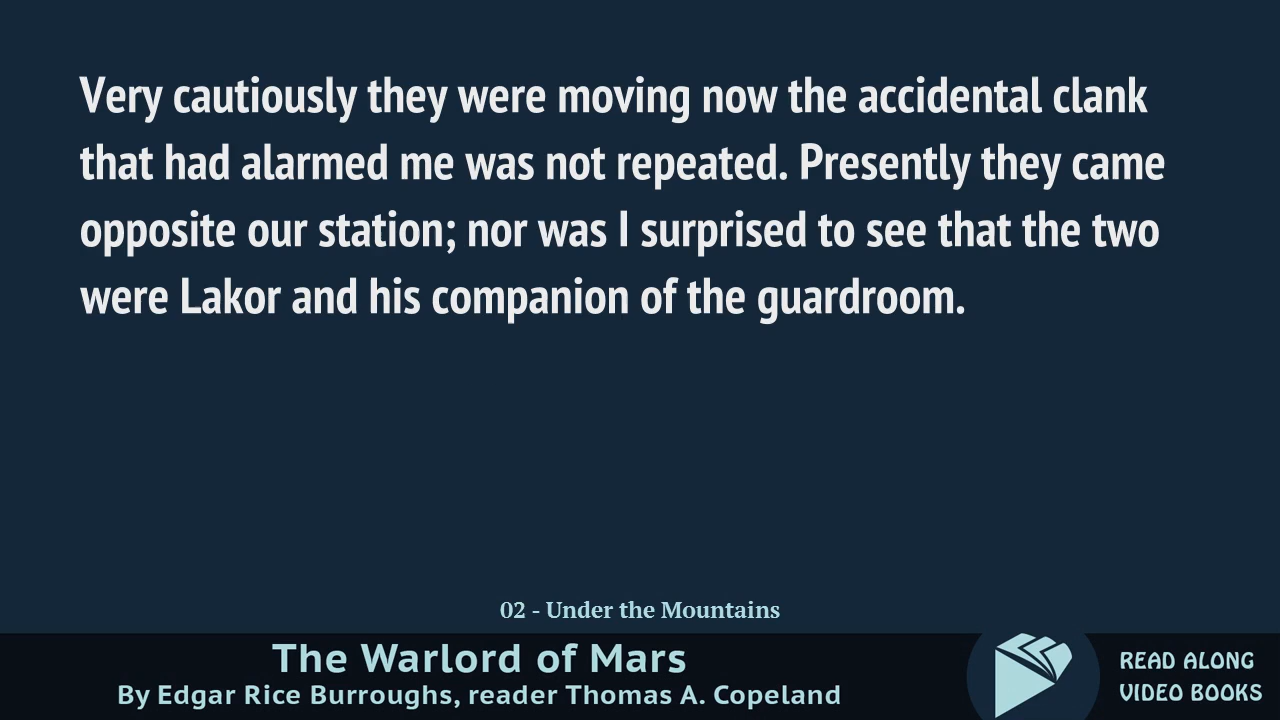 Very cautiously they were moving now the accidental clank
that had alarmed me was not repeated. Presently they came
opposite our station; nor was I surprised to see that the two
were Lakor and his companion of the guardroom.
02 - Under the Mountains
The Warlord of Mars
By Edgar Rice Burroughs, reader Thomas A. Copeland
READ ALONG
VIDEO BOOKS